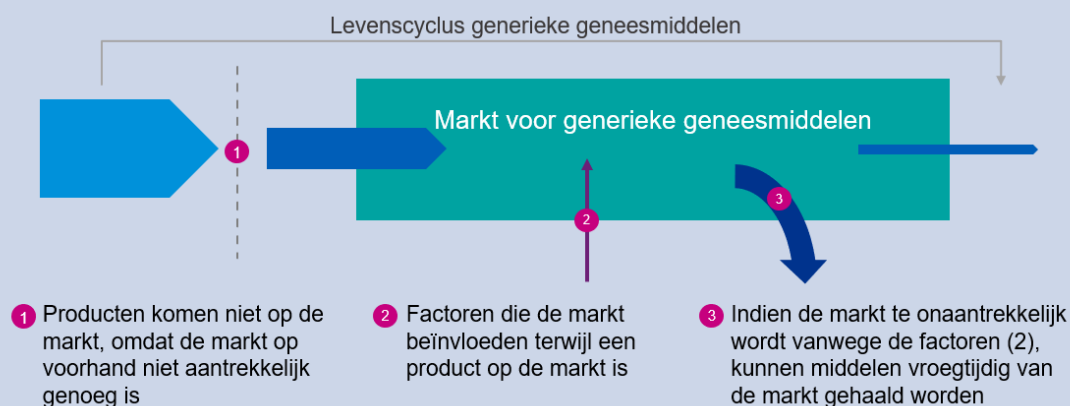 Levenscyclus generieke geneesmiddelen
Markt voor generieke geneesmiddelen
1
2
3
1 Producten komen niet op de
markt, omdat de markt op
voorhand niet aantrekkelijk
genoeg is
2 Factoren die de markt
beïnvloeden terwijl een
product op de markt is
3 Indien de markt te onaantrekkelijk
wordt vanwege de factoren (2),
kunnen middelen vroegtijdig van
de markt gehaald worden